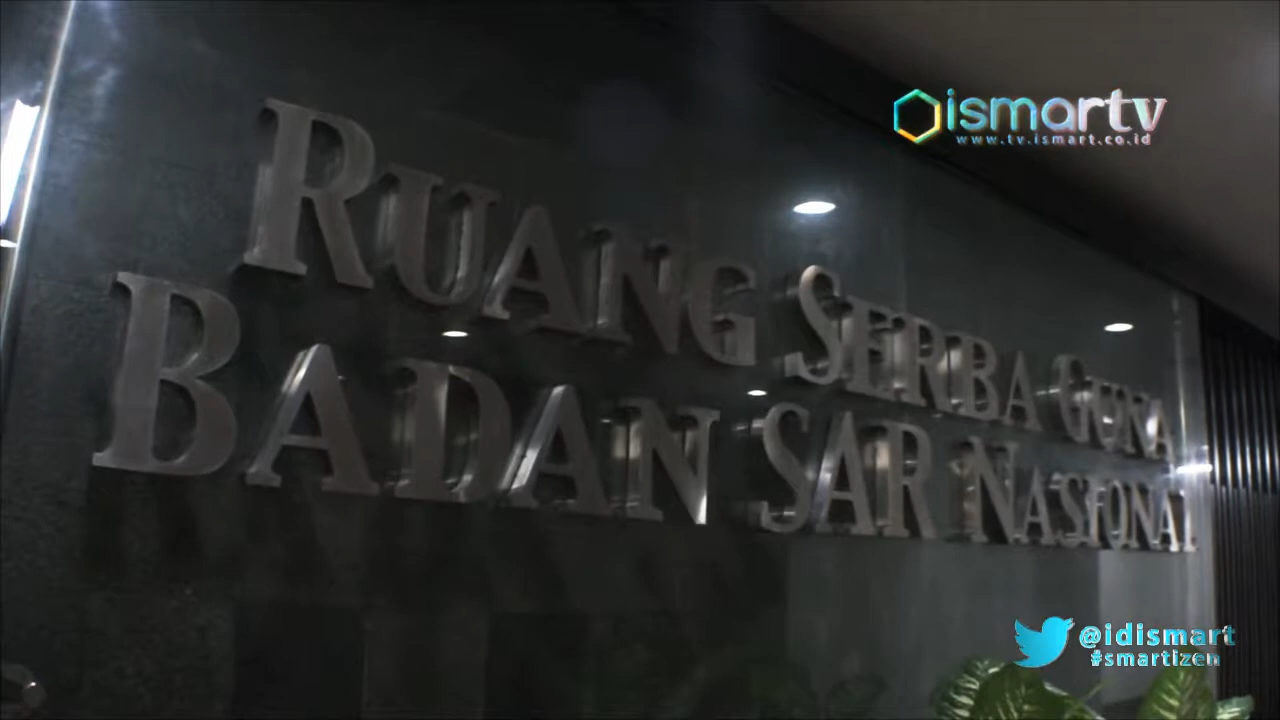 ismartv
www.tv.ismart.co.id
RUANG SERBA GUNA
BADAN SAR NASIONAL
@idismart
#smartizen